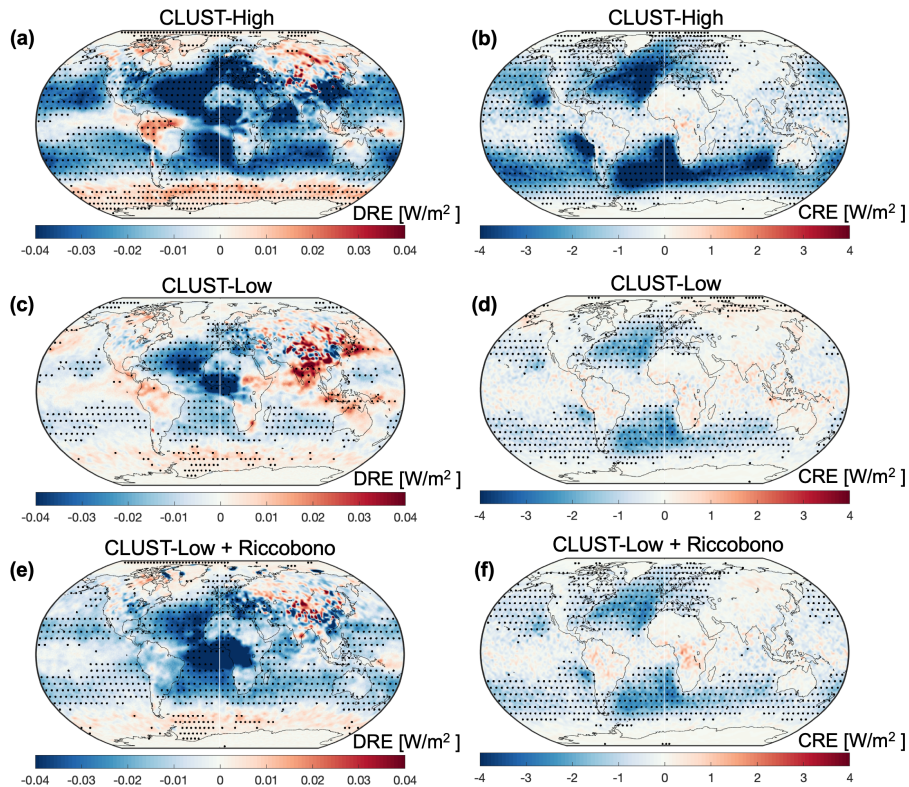 CLUST-High
CLUST-High
(a)
(b)
DRE [W/m² ]
CRE [W/m² ]
-0.04 -0.03 -0.02 -0.01 0 0.01 0.02 0.03 0.04
-4 -3 -2 -1 0 1 2 3 4
CLUST-Low
CLUST-Low
(c)
(d)
DRE [W/m² ]
CRE [W/m² ]
-0.04 -0.03 -0.02 -0.01 0 0.01 0.02 0.03 0.04
-4 -3 -2 -1 0 1 2 3 4
CLUST-Low + Riccobono
CLUST-Low + Riccobono
(e)
(f)
DRE [W/m² ]
CRE [W/m² ]
-0.04 -0.03 -0.02 -0.01 0 0.01 0.02 0.03 0.04
-4 -3 -2 -1 0 1 2 3 4